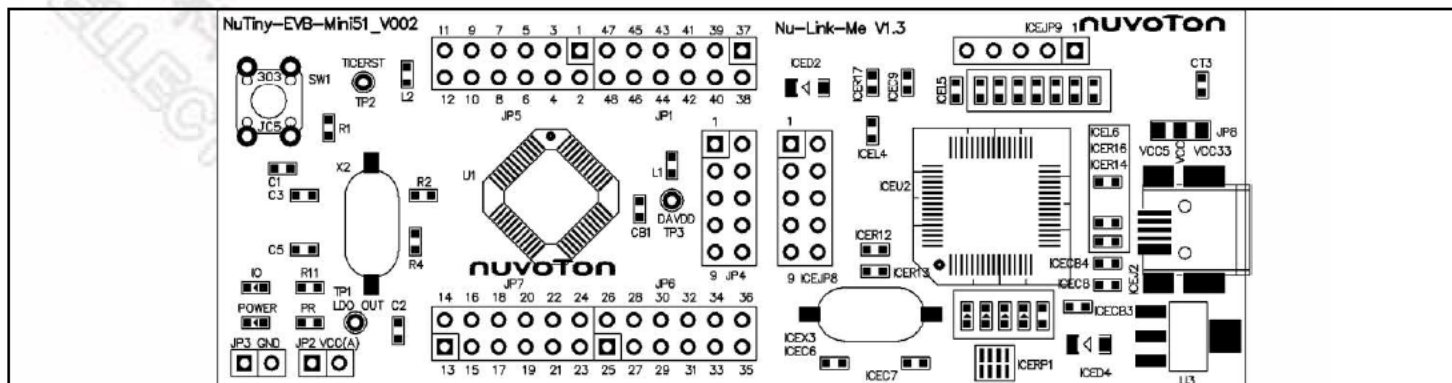 NuTiny-EVB-Mini51_V002
11 9 7 5 3 1 47 45 43 41 39 37
Nu-Link-Me V1.3
ICEJP9 1
nuvoTon
303
SW1
TICERST
TP2
L2
ICED2
ICER17
ICEC9
ICEL5
CT3
12 10 8 6 4 2 48 46 44 42 40 38
JC5
R1
JP5
JP1
1
1
ICEL4
JP8
VCC5 VCC VCC33
ICEL6
ICER16
ICER14
X2
U1
L1
ICEU2
C1
C3
R2
DAVDD
TP3
CB1
C5
R4
ICER12
ICECB4
nuvoTon
9 JP4
9 ICEJP8
ICER13
ICEC8
ICEJ2
IO
R11
TP1
LDO_OUT
JP7
JP6
14 16 18 20 22 24 26 28 30 32 34 36
POWER
PR
C2
ICECB3
ICEX3
ICEC6
JP3 GND
JP2 VCC(A)
13 15 17 19 21 23 25 27 29 31 33 35
ICEC7
ICERP1
ICED4
U3